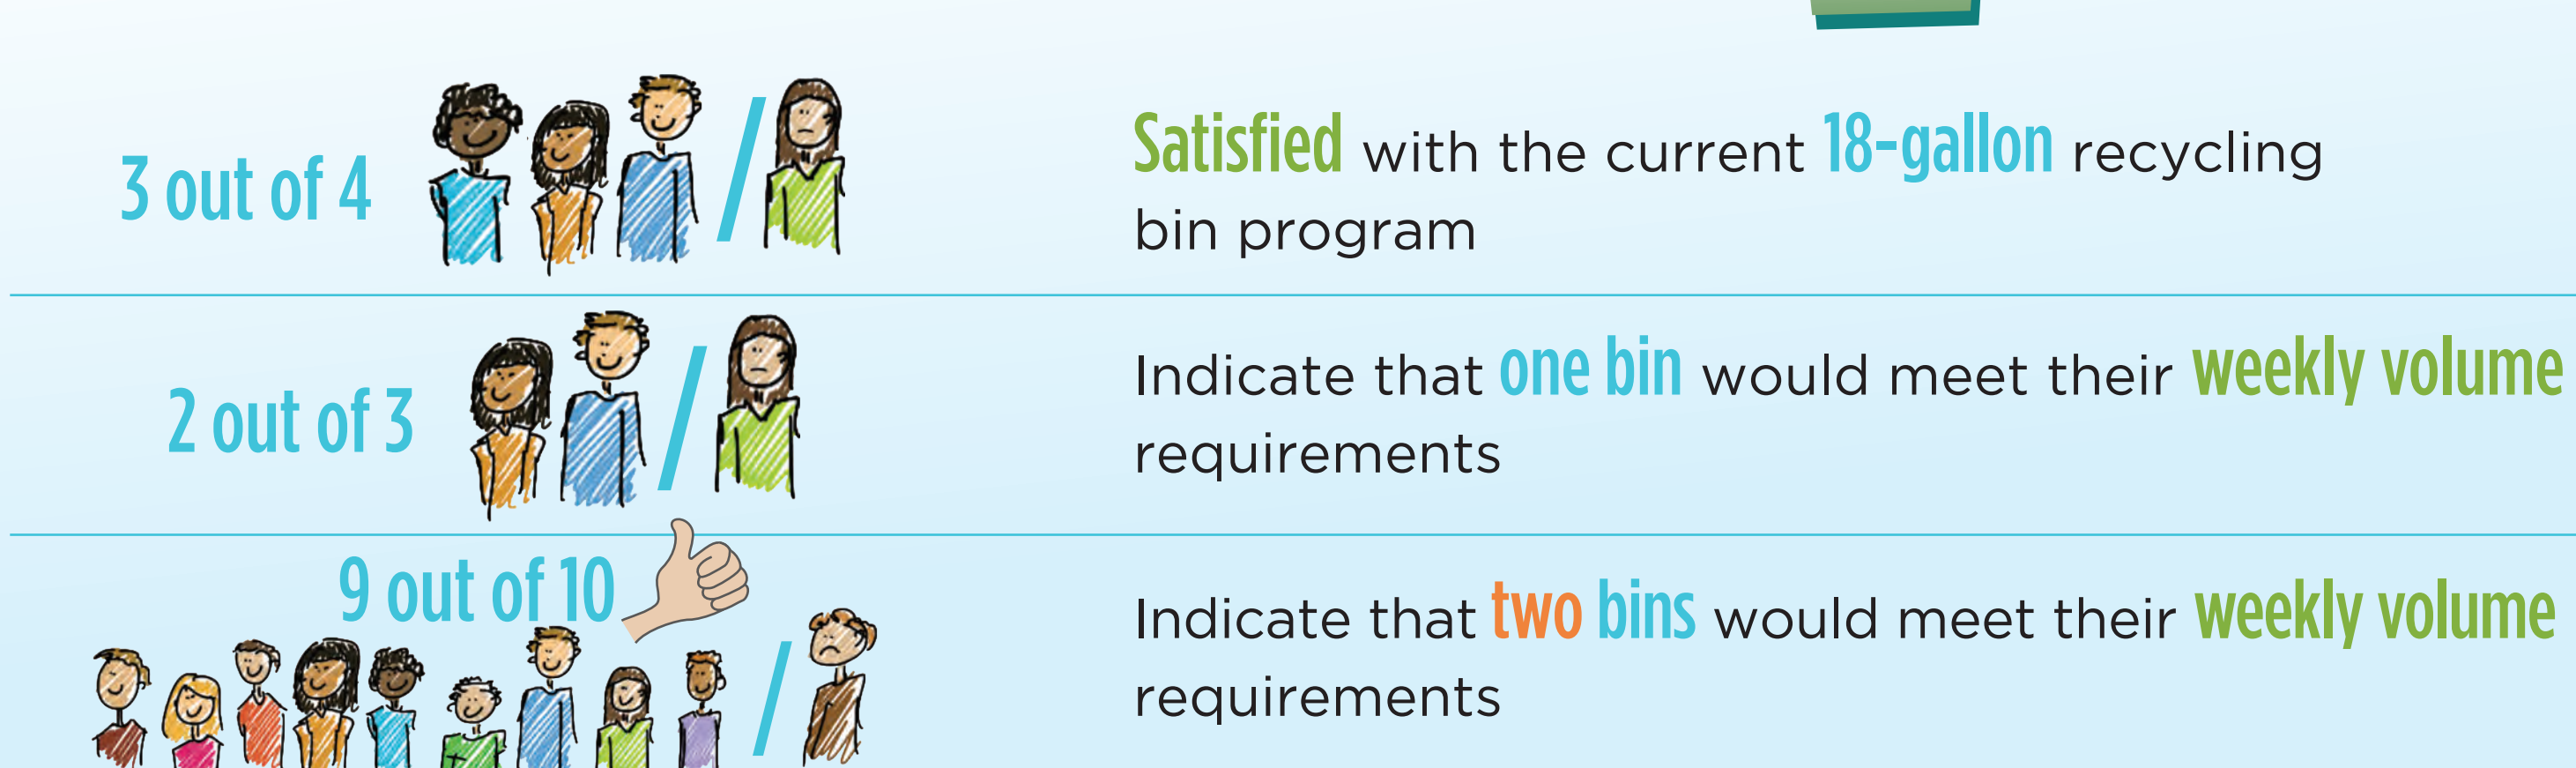 3 out of 4
Satisfied with the current 18-gallon recycling
bin program
2 out of 3
Indicate that one bin would meet their weekly volume
requirements
9 out of 10
Indicate that two bins would meet their weekly volume
requirements